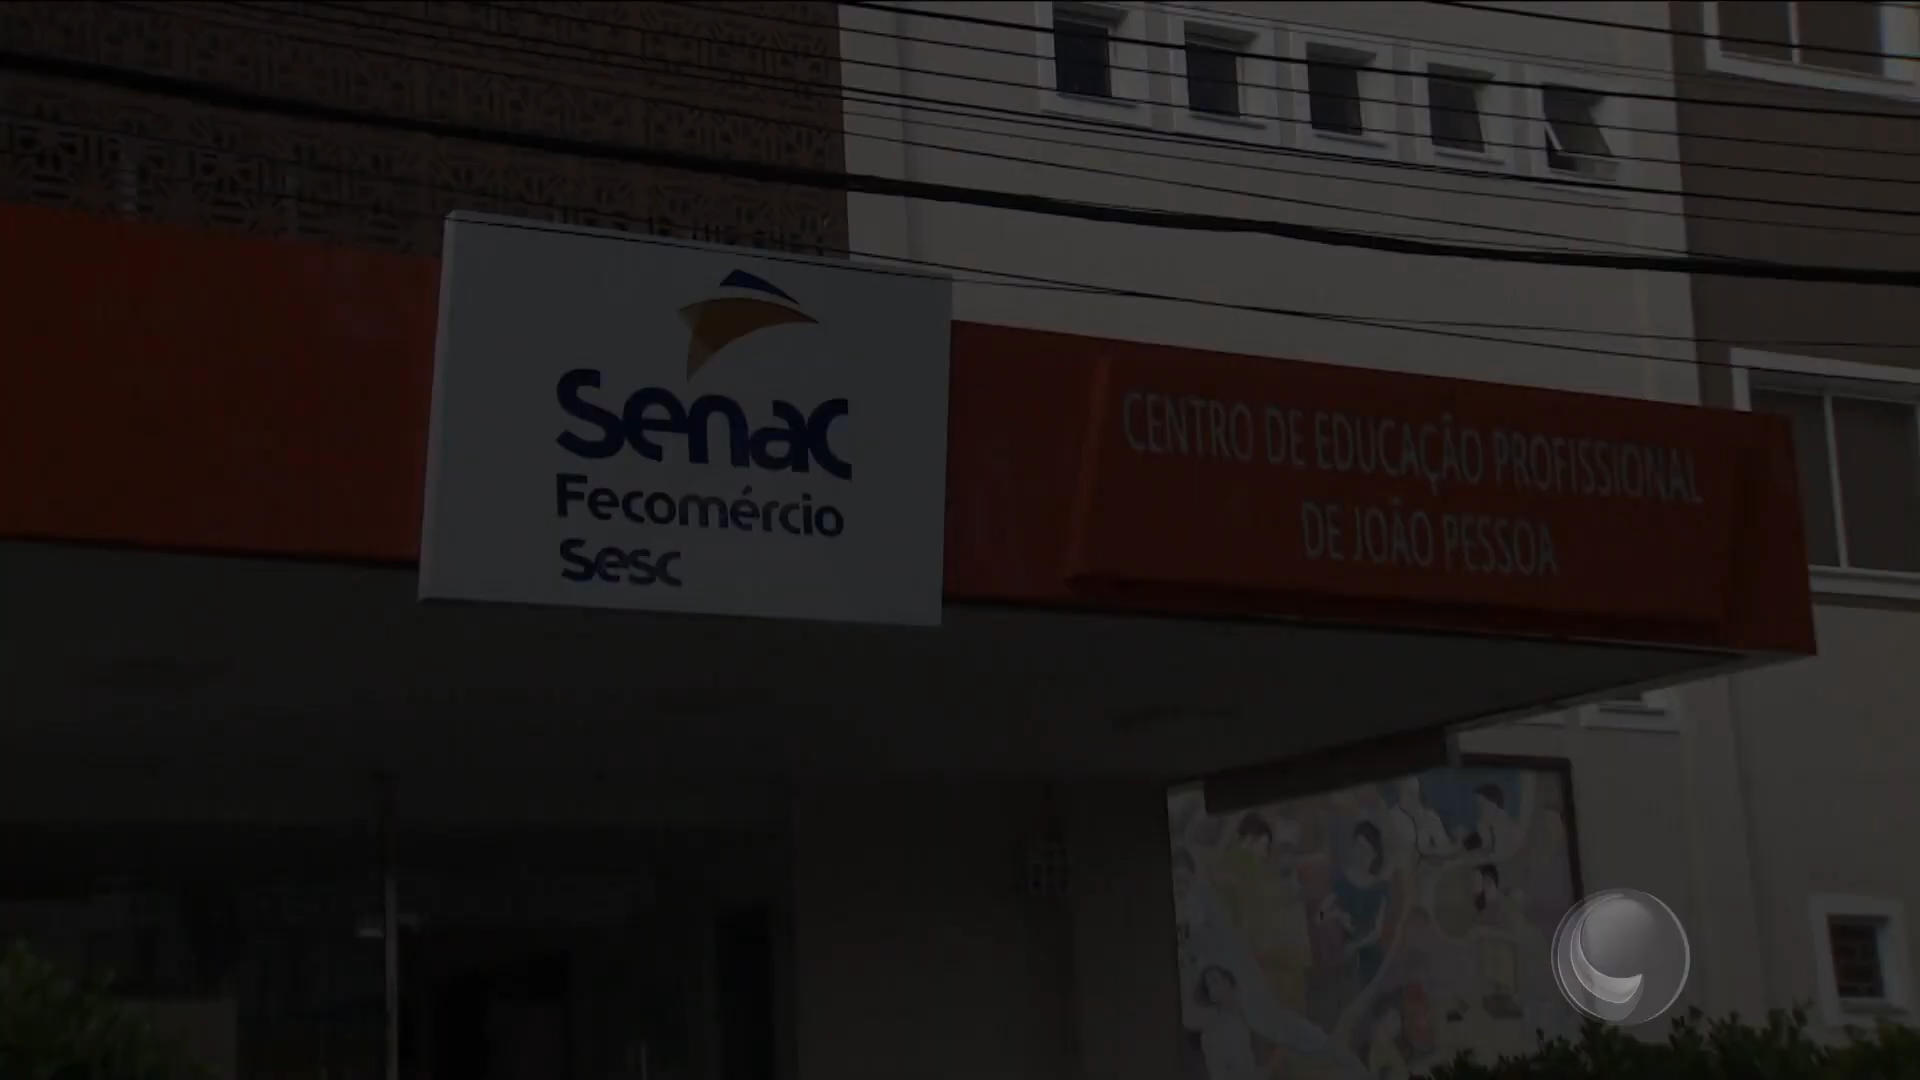 Senac
Fecomércio
Sesc
CENTRO DE EDUCAÇÃO PROFISSIONAL
DE JOÃO PESSOA